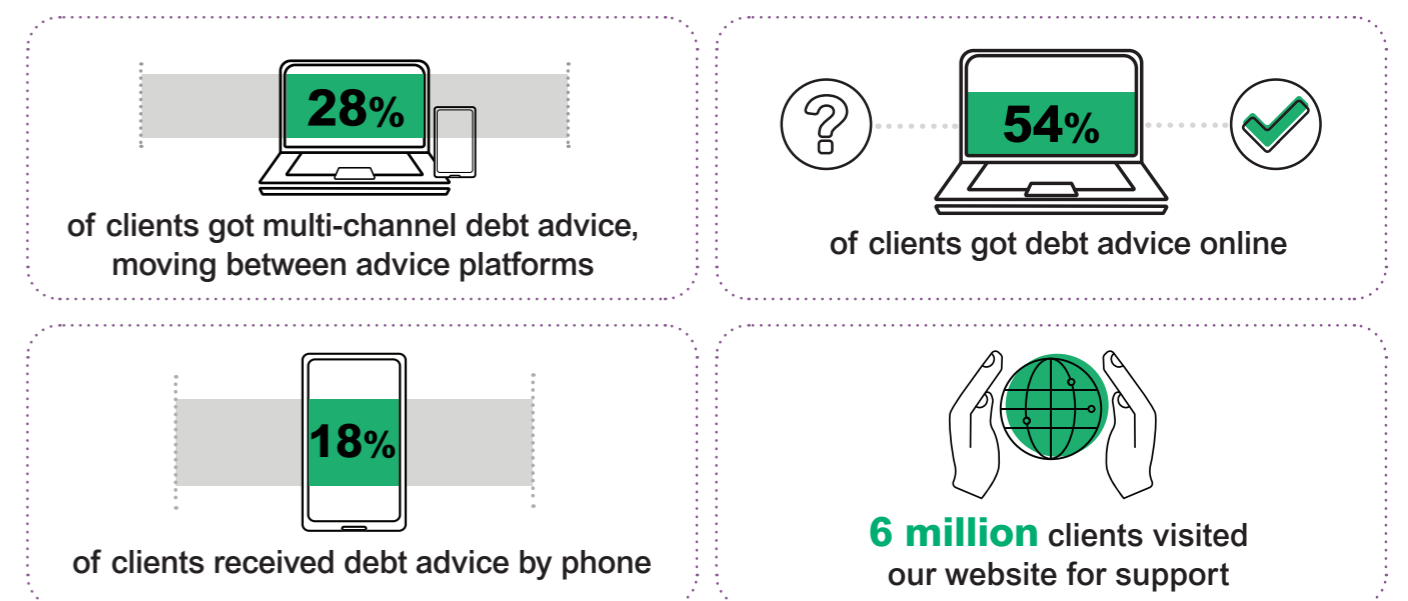 28%
of clients got multi-channel debt advice,
moving between advice platforms
?
54%
of clients got debt advice online
18%
of clients received debt advice by phone
6 million clients visited
our website for support